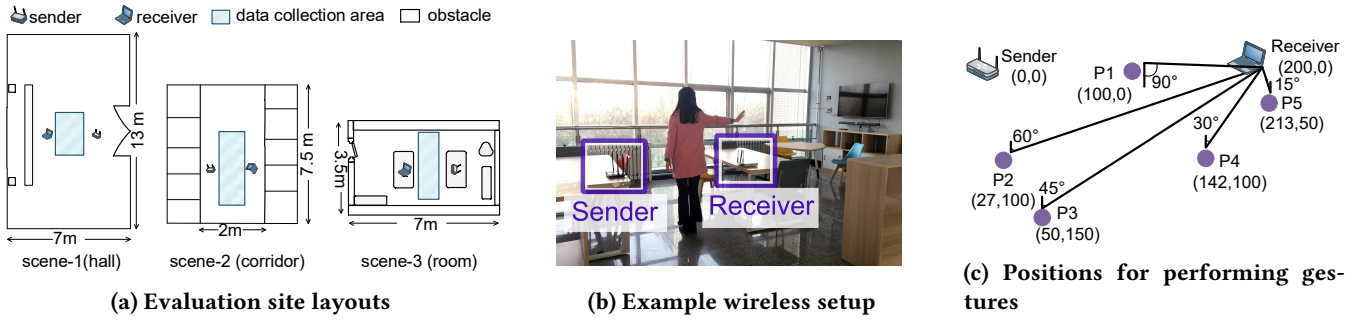 sender
receiver
data collection area
obstacle
13 m
7m
scene-1(hall)
7.5 m
2m
scene-2 (corridor)
3.5m
7m
scene-3 (room)
(a) Evaluation site layouts
Sender
Receiver
(b) Example wireless setup
Sender
(0,0)
Receiver
(200,0)
P1
(100,0)
90°
15°
P5
(213,50)
60°
P2
(27,100)
30°
P4
(142,100)
45°
P3
(50,150)
(c) Positions for performing ges-
tures